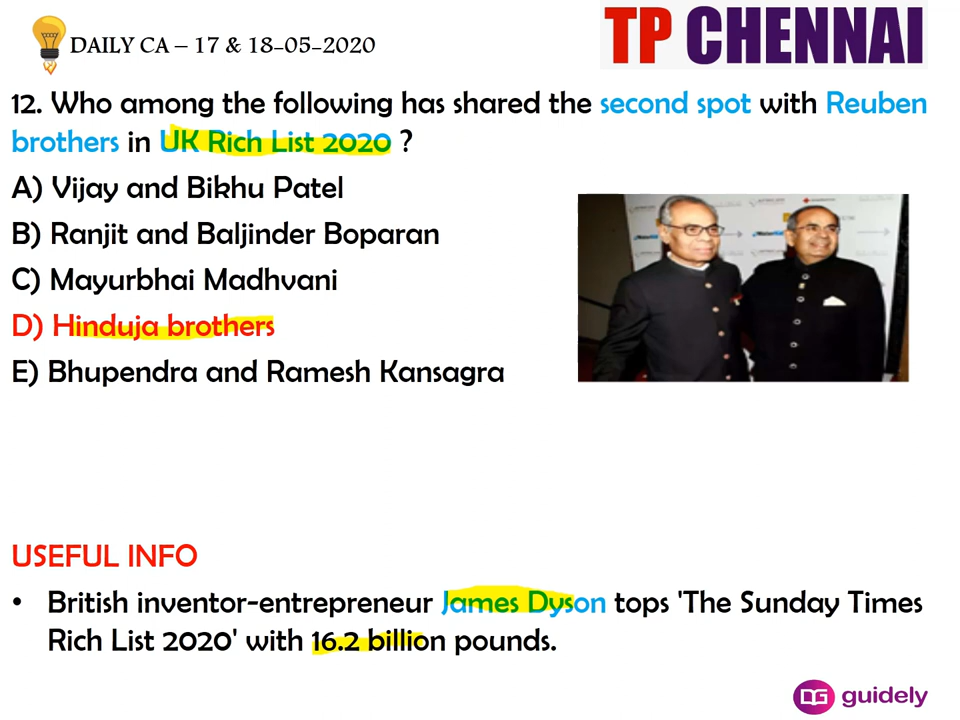 DAILY CA – 17 & 18-05-2020
TP CHENNAI
12. Who among the following has shared the second spot with Reuben
brothers in UK Rich List 2020 ?
A) Vijay and Bikhu Patel
B) Ranjit and Baljinder Boparan
C) Mayurbhai Madhvani
D) Hinduja brothers
E) Bhupendra and Ramesh Kansagra
USEFUL INFO
• British inventor-entrepreneur James Dyson tops 'The Sunday Times
Rich List 2020' with 16.2 billion pounds.
guidely